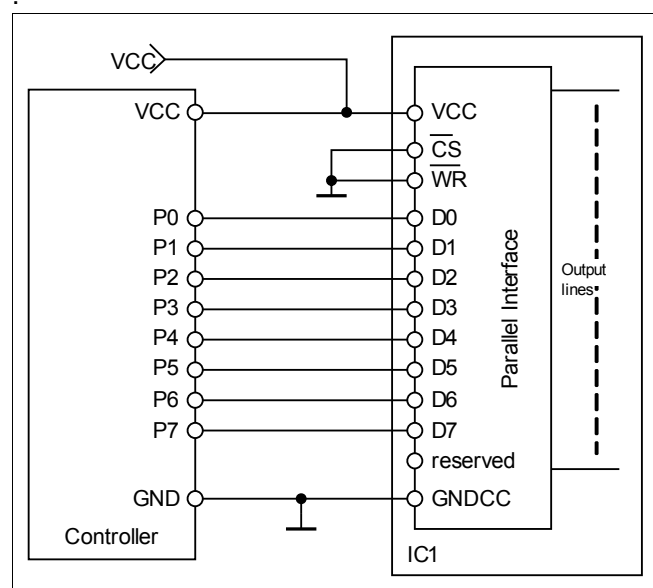 .
VCC
VCC
P0
P1
P2
P3
P4
P5
P6
P7
GND
Controller
VCC
CS
WR
D0
D1
D2
D3
D4
D5
D6
D7
reserved
GNDCC
Parallel Interface
Output
lines
IC1